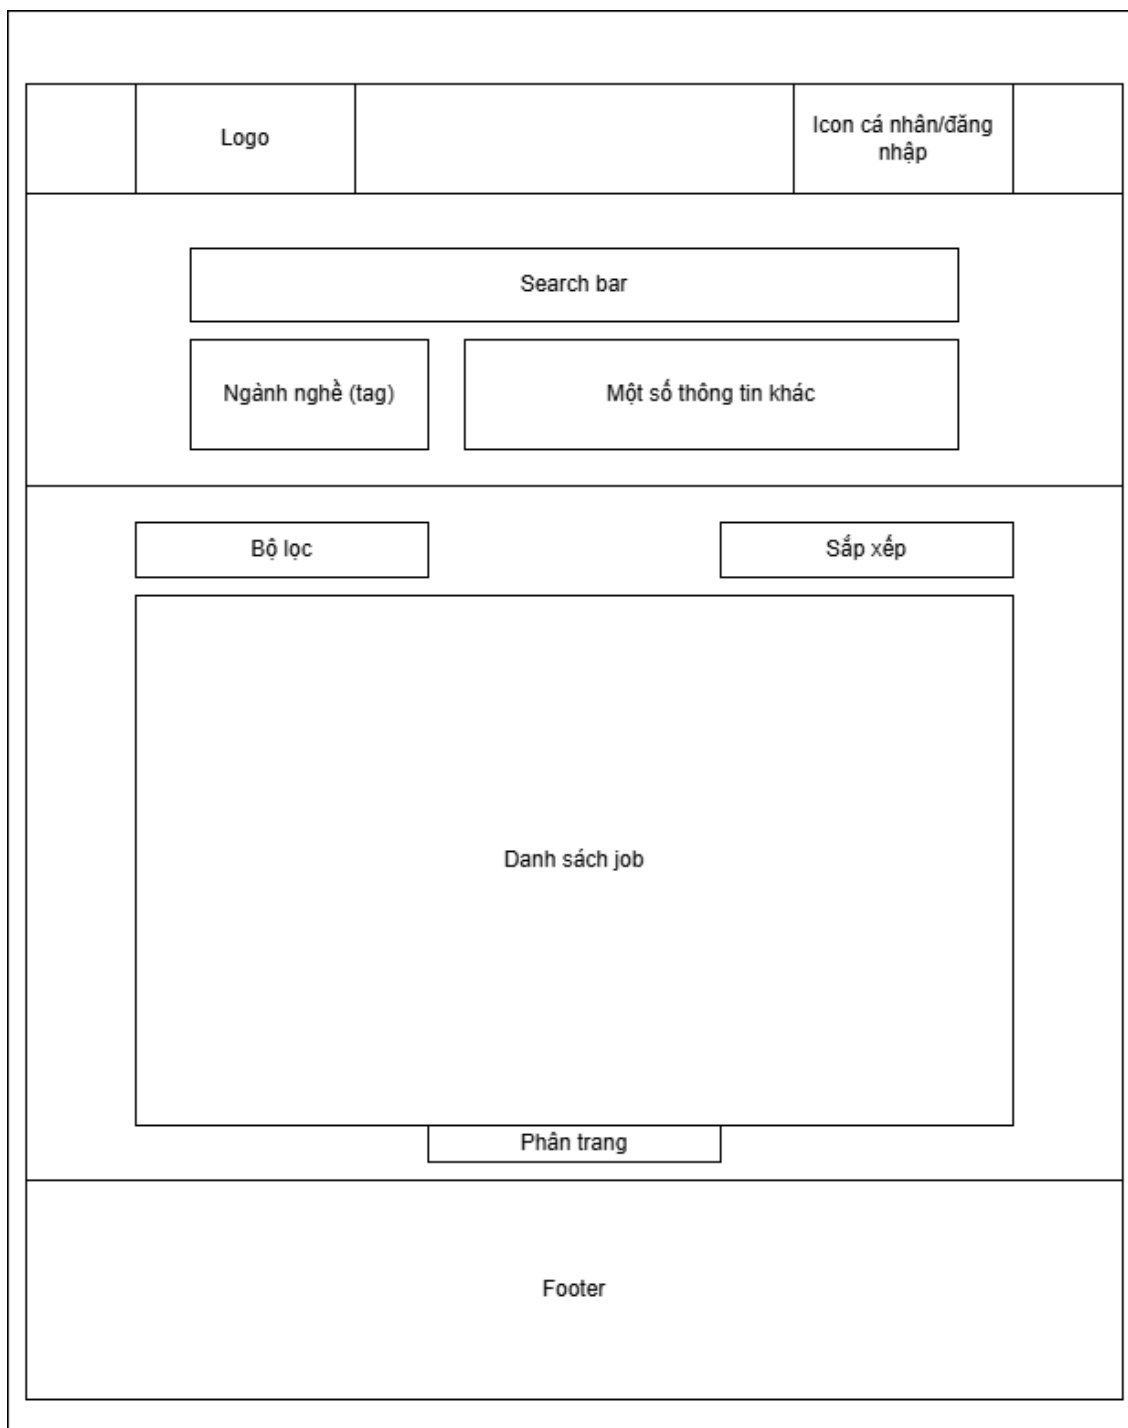 Logo
Icon cá nhân/đăng
nhập
Search bar
Ngành nghề (tag)
Một số thông tin khác
Bộ lọc
Sắp xếp
Danh sách job
Phân trang
Footer